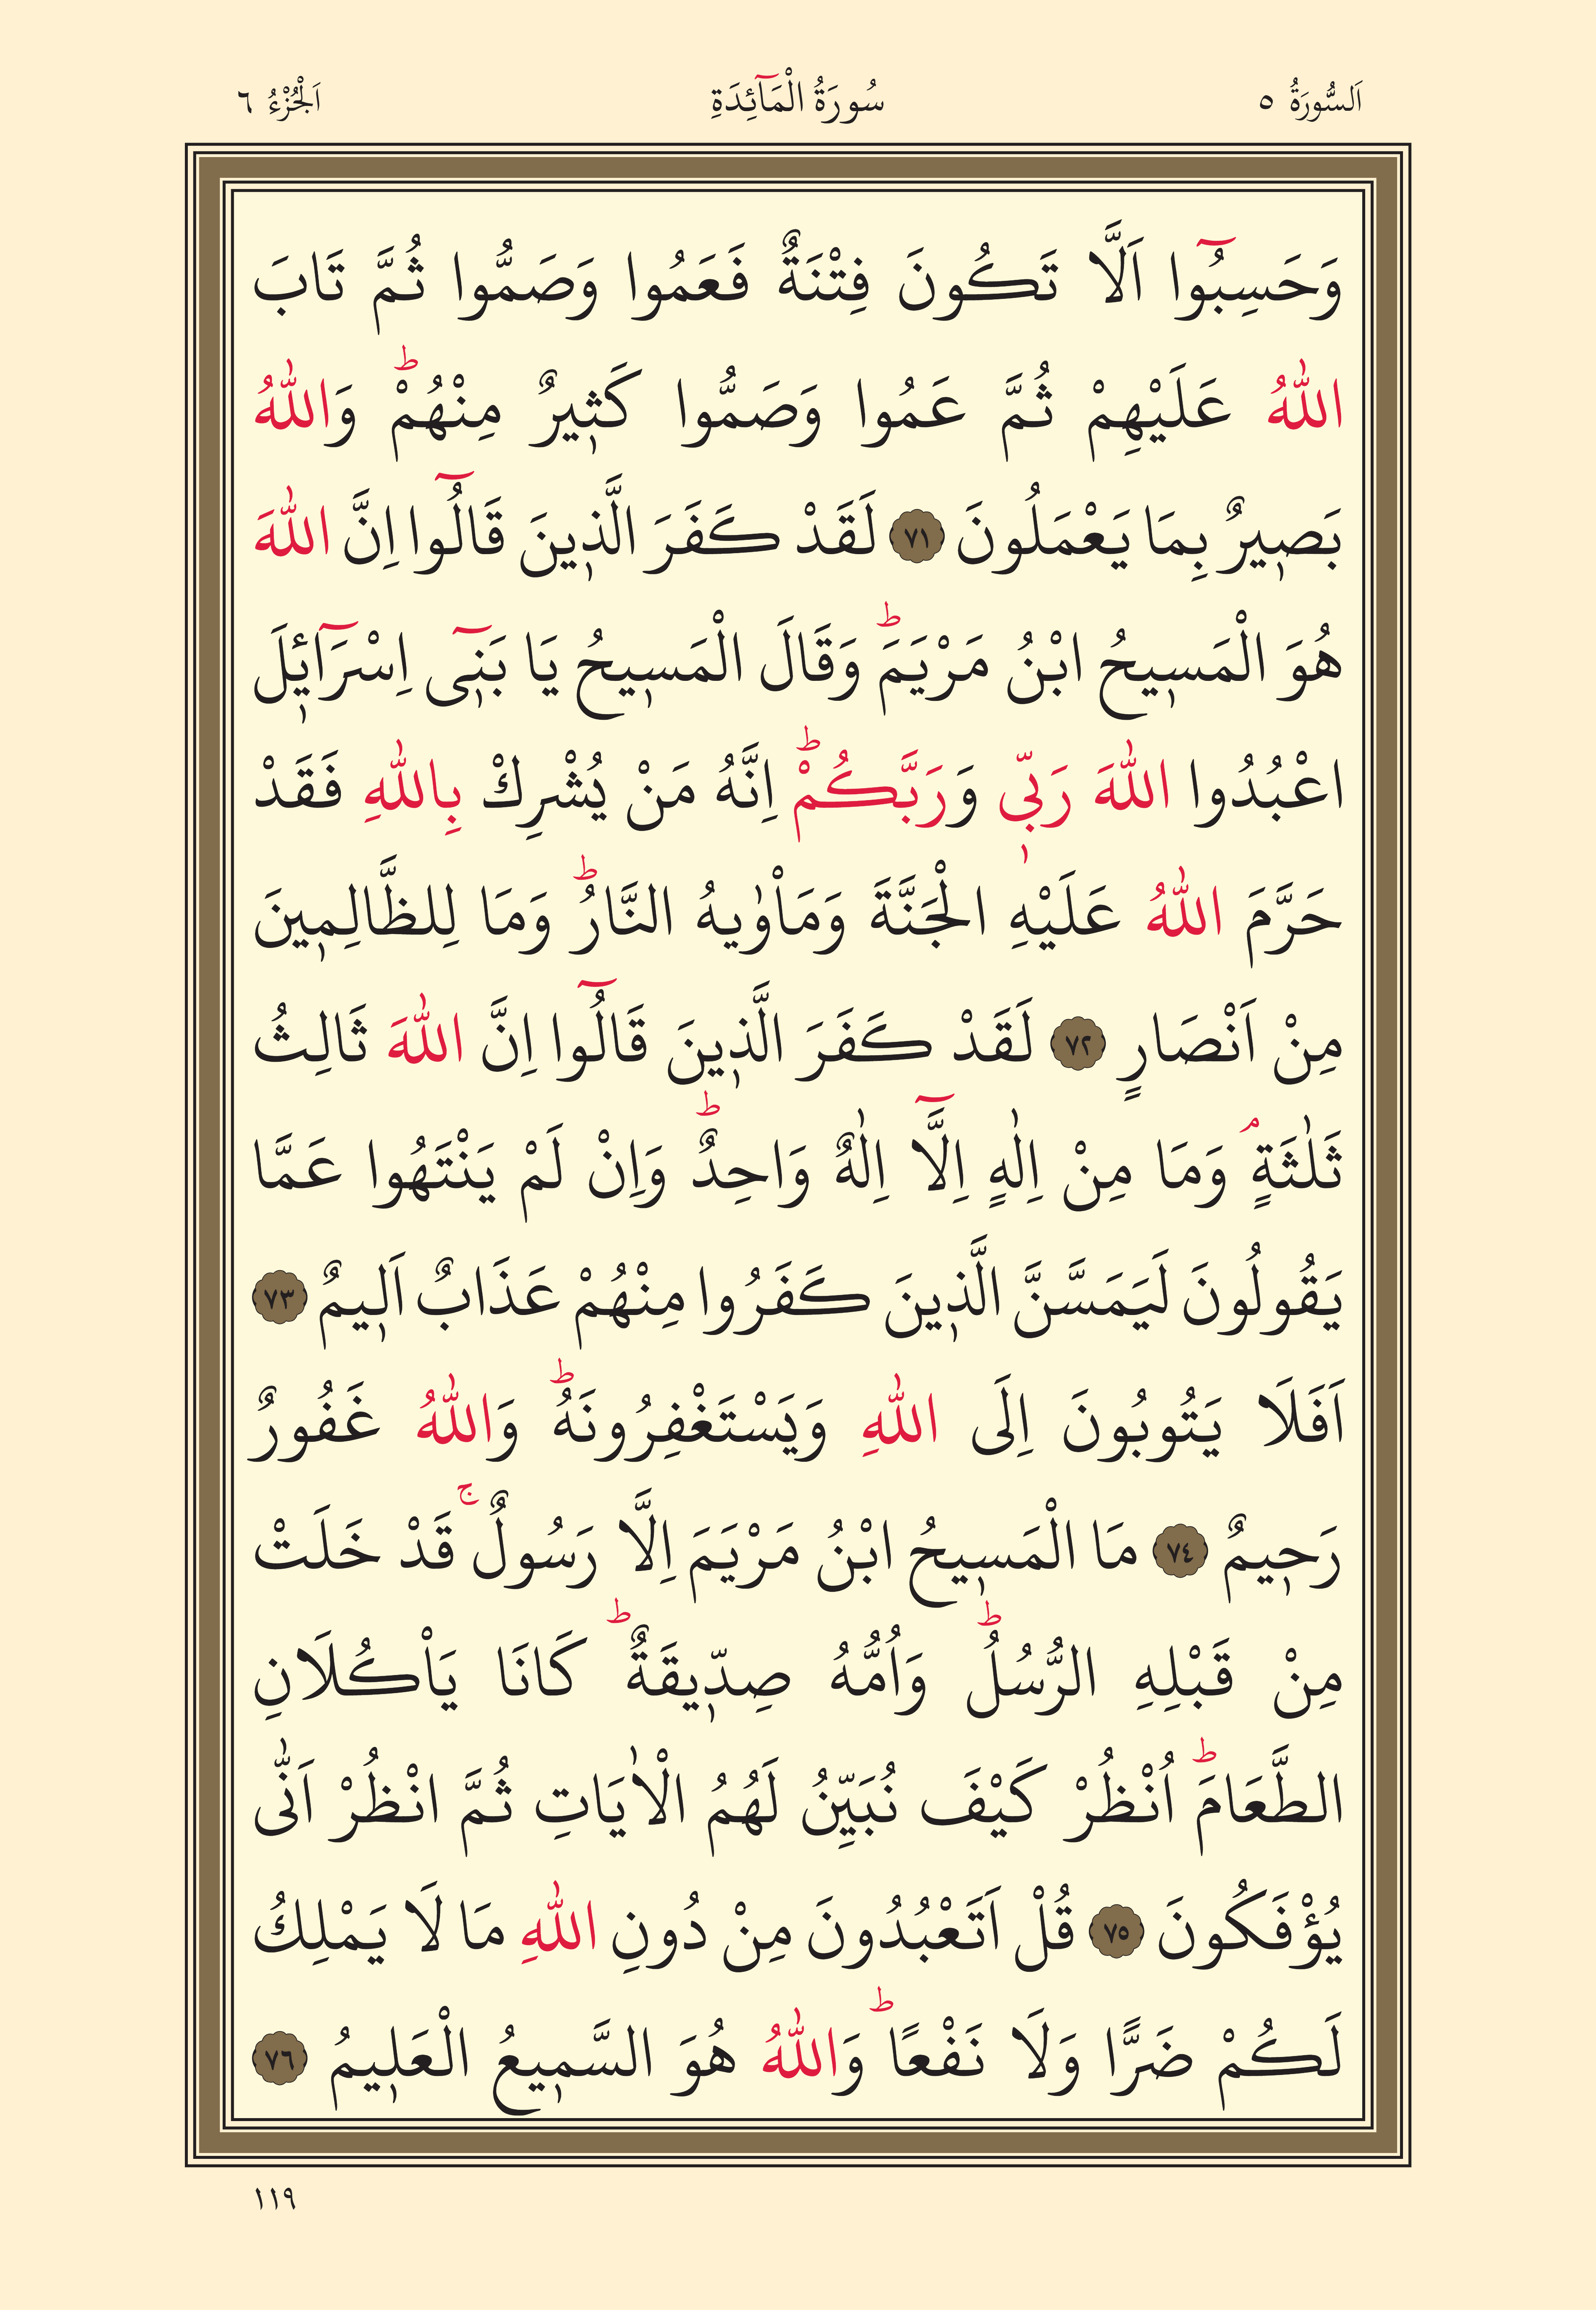 اَلسُّورَةُ ٥ سُورَةُ الْمَٓائِدَةِ اَلْجُزْءُ ٦
وَحَسِبُٓوا اَلَّا تَكُونَ فِتْنَةٌ فَعَمُوا وَصَمُّوا ثُمَّ تَابَ
اللّٰهُ عَلَيْهِمْ ثُمَّ عَمُوا وَصَمُّوا كَث۪يرٌ مِنْهُمْۜ وَاللّٰهُ
بَص۪يرٌ بِمَا يَعْمَلُونَ ٧١ لَقَدْ كَفَرَ الَّذ۪ينَ قَالُٓوا اِنَّ اللّٰهَ
هُوَ الْمَس۪يحُ ابْنُ مَرْيَمَۜ وَقَالَ الْمَس۪يحُ يَا بَن۪ٓى اِسْرَٓائ۪لَ
اعْبُدُوا اللّٰهَ رَبّ۪ى وَرَبَّكُمْۜ اِنَّهُ مَنْ يُشْرِكْ بِاللّٰهِ فَقَدْ
حَرَّمَ اللّٰهُ عَلَيْهِ الْجَنَّةَ وَمَاْوٰيهُ النَّارُۜ وَمَا لِلظَّالِم۪ينَ
مِنْ اَنْصَارٍ ٧٢ لَقَدْ كَفَرَ الَّذ۪ينَ قَالُٓوا اِنَّ اللّٰهَ ثَالِثُ
ثَلٰثَةٍۢ وَمَا مِنْ اِلٰهٍ اِلَّٓا اِلٰهٌ وَاحِدٌۜ وَاِنْ لَمْ يَنْتَهُوا عَمَّا
يَقُولُونَ لَيَمَسَّنَّ الَّذ۪ينَ كَفَرُوا مِنْهُمْ عَذَابٌ اَل۪يمٌ ٧٣
اَفَلَا يَتُوبُونَ اِلَى اللّٰهِ وَيَسْتَغْفِرُونَهُۜ وَاللّٰهُ غَفُورٌ
رَح۪يمٌ ٧٤ مَا الْمَس۪يحُ ابْنُ مَرْيَمَ اِلَّا رَسُولٌۚ قَدْ خَلَتْ
مِنْ قَبْلِهِ الرُّسُلُۜ وَاُمُّهُ صِدّ۪يقَةٌۜ كَانَا يَاْكُلَانِ
الطَّعَامَۜ اُنْظُرْ كَيْفَ نُبَيِّنُ لَهُمُ الْاٰيَاتِ ثُمَّ انْظُرْ اَنّٰى
يُؤْفَكُونَ ٧٥ قُلْ اَتَعْبُدُونَ مِنْ دُونِ اللّٰهِ مَا لَا يَمْلِكُ
لَكُمْ ضَرًّا وَلَا نَفْعًاۜ وَاللّٰهُ هُوَ السَّم۪يعُ الْعَل۪يمُ ٧٦
١١٩